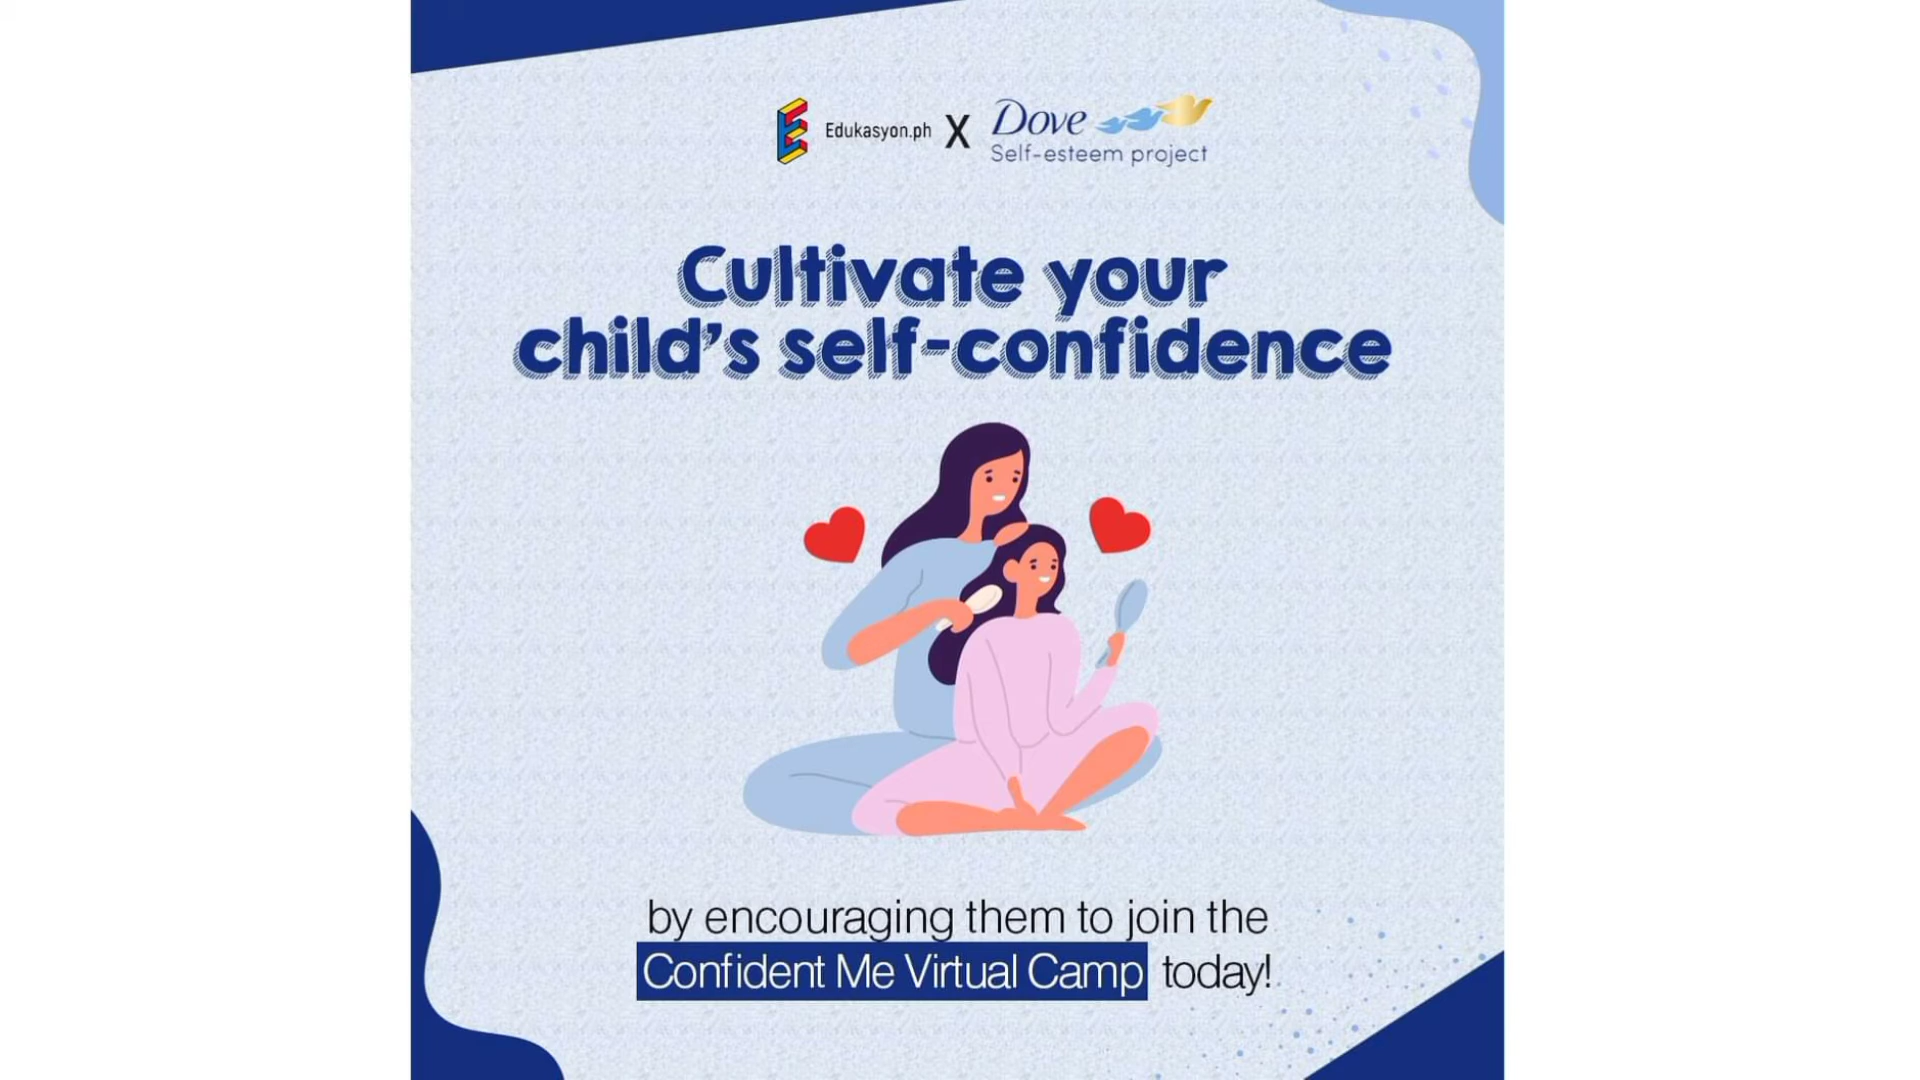 Edukasyon.ph X Dove
Self-esteem project
Cultivate your
child's self-confidence
by encouraging them to join the
Confident Me Virtual Camp today!